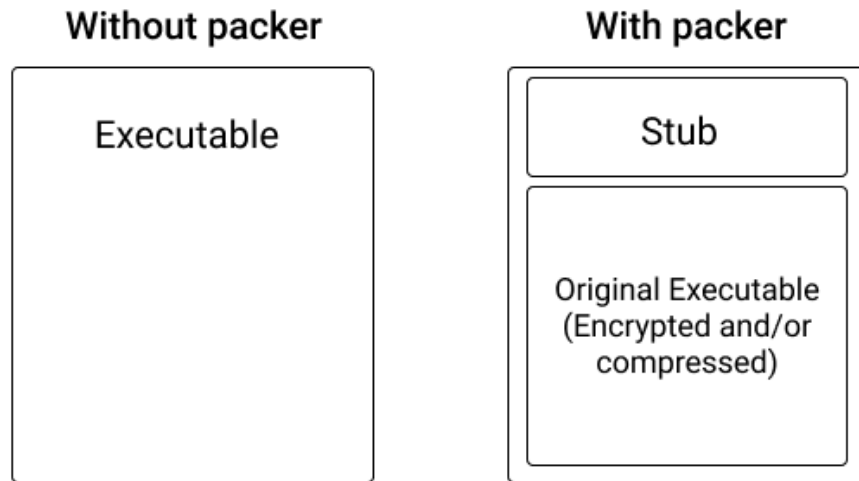 Without packer
With packer
Executable
Stub
Original Executable
(Encrypted and/or
compressed)